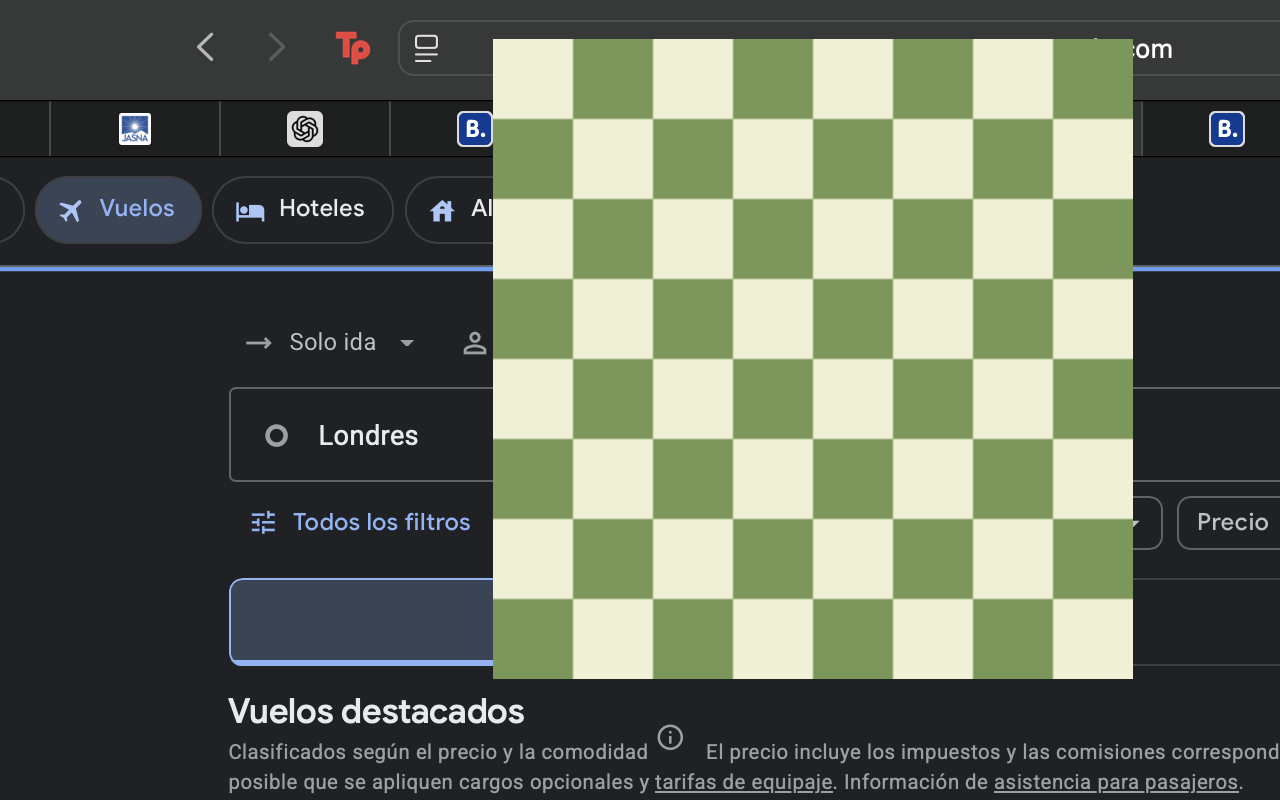 Tp
com
JASNA
B.
B.
Vuelos
Hoteles
Solo ida
Londres
Todos los filtros
Precio
Vuelos destacados
Clasificados según el precio y la comodidad El precio incluye los impuestos y las comisiones
posible que se apliquen cargos opcionales y tarifas de equipaje. Información de asistencia para pasajeros.